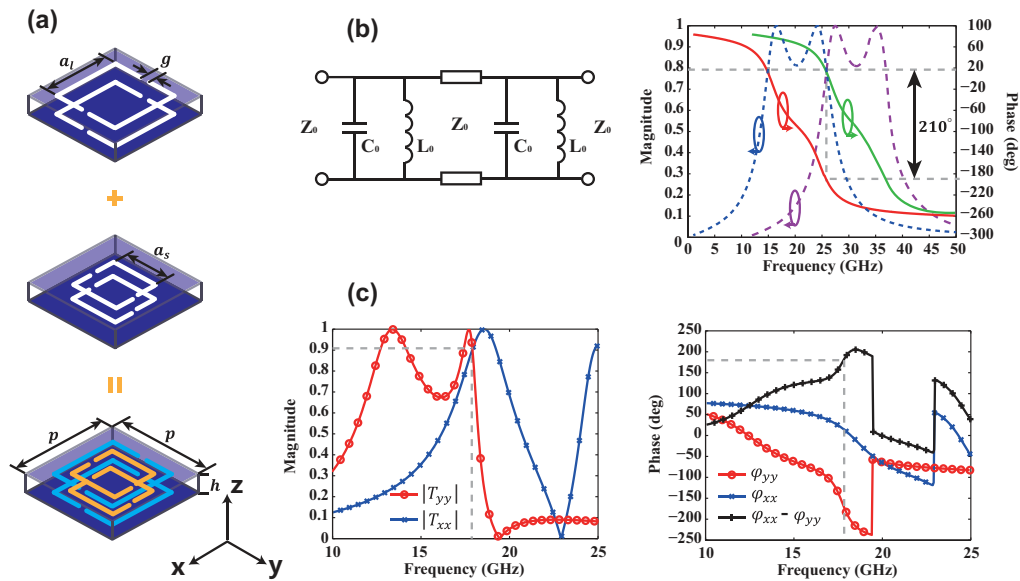 (a)
a_l
g
+
a_s
=
p
p
h
z
x
y
(b)
Z₀
C₀
L₀
Z₀
C₀
L₀
Z₀
Magnitude
1
0.9
0.8
0.7
0.6
0.5
0.4
0.3
0.2
0.1
0
0 5 10 15 20 25 30 35 40 45 50
Frequency (GHz)
100
60
20
−20
−60
−100
−140
−180
−220
−260
−300
Phase (deg)
210°
(c)
Magnitude
1
0.9
0.8
0.7
0.6
0.5
0.4
0.3
0.2
0.1
0
10 15 20 25
Frequency (GHz)
|T_yy|
|T_xx|
Phase (deg)
250
200
150
100
50
0
−50
−100
−150
−200
−250
10 15 20 25
Frequency (GHz)
φ_yy
φ_xx
φ_xx - φ_yy